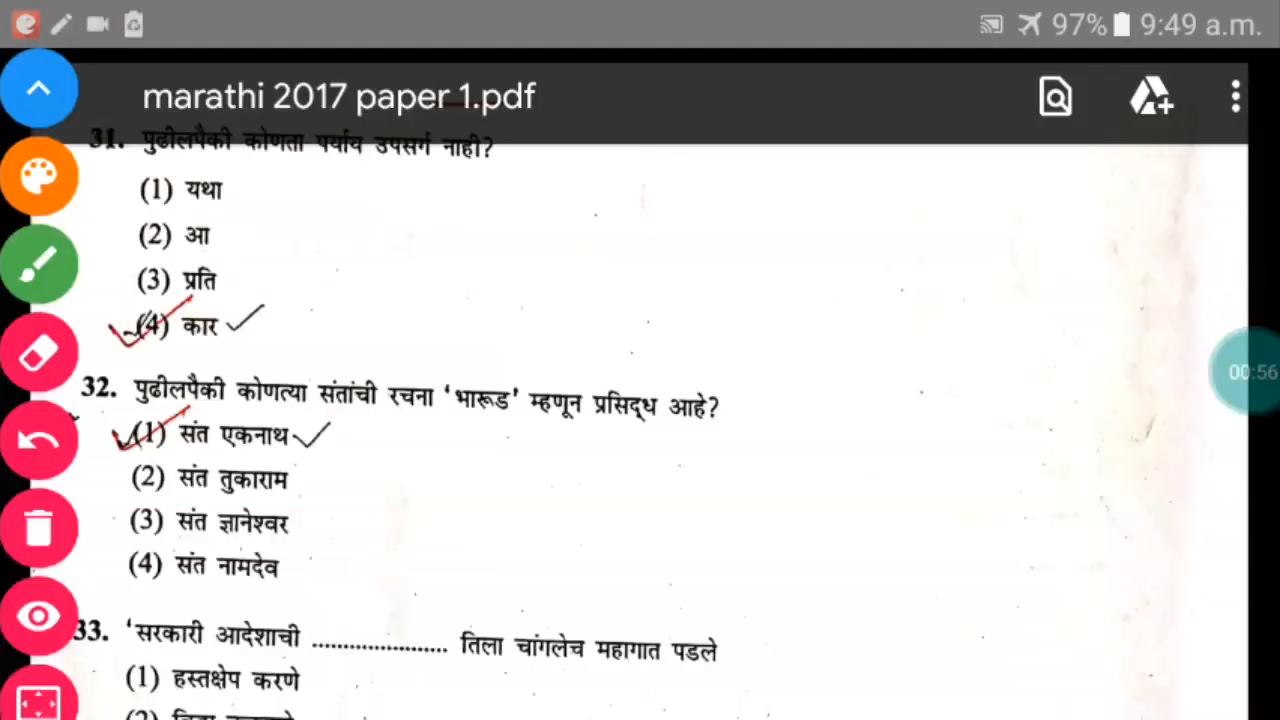 97% 9:49 a.m.
marathi 2017 paper 1.pdf
31. पुढीलपैकी कोणता पर्याय उपसर्ग नाही?
(1) यथा
(2) आ
(3) प्रति
(4) कार
32. पुढीलपैकी कोणत्या संतांची रचना ‘भारूड’ म्हणून प्रसिद्ध आहे?
(1) संत एकनाथ
(2) संत तुकाराम
(3) संत ज्ञानेश्वर
(4) संत नामदेव
33. ‘सरकारी आदेशाची ...................... तिला चांगलेच महागात पडले
(1) हस्तक्षेप करणे
00:56